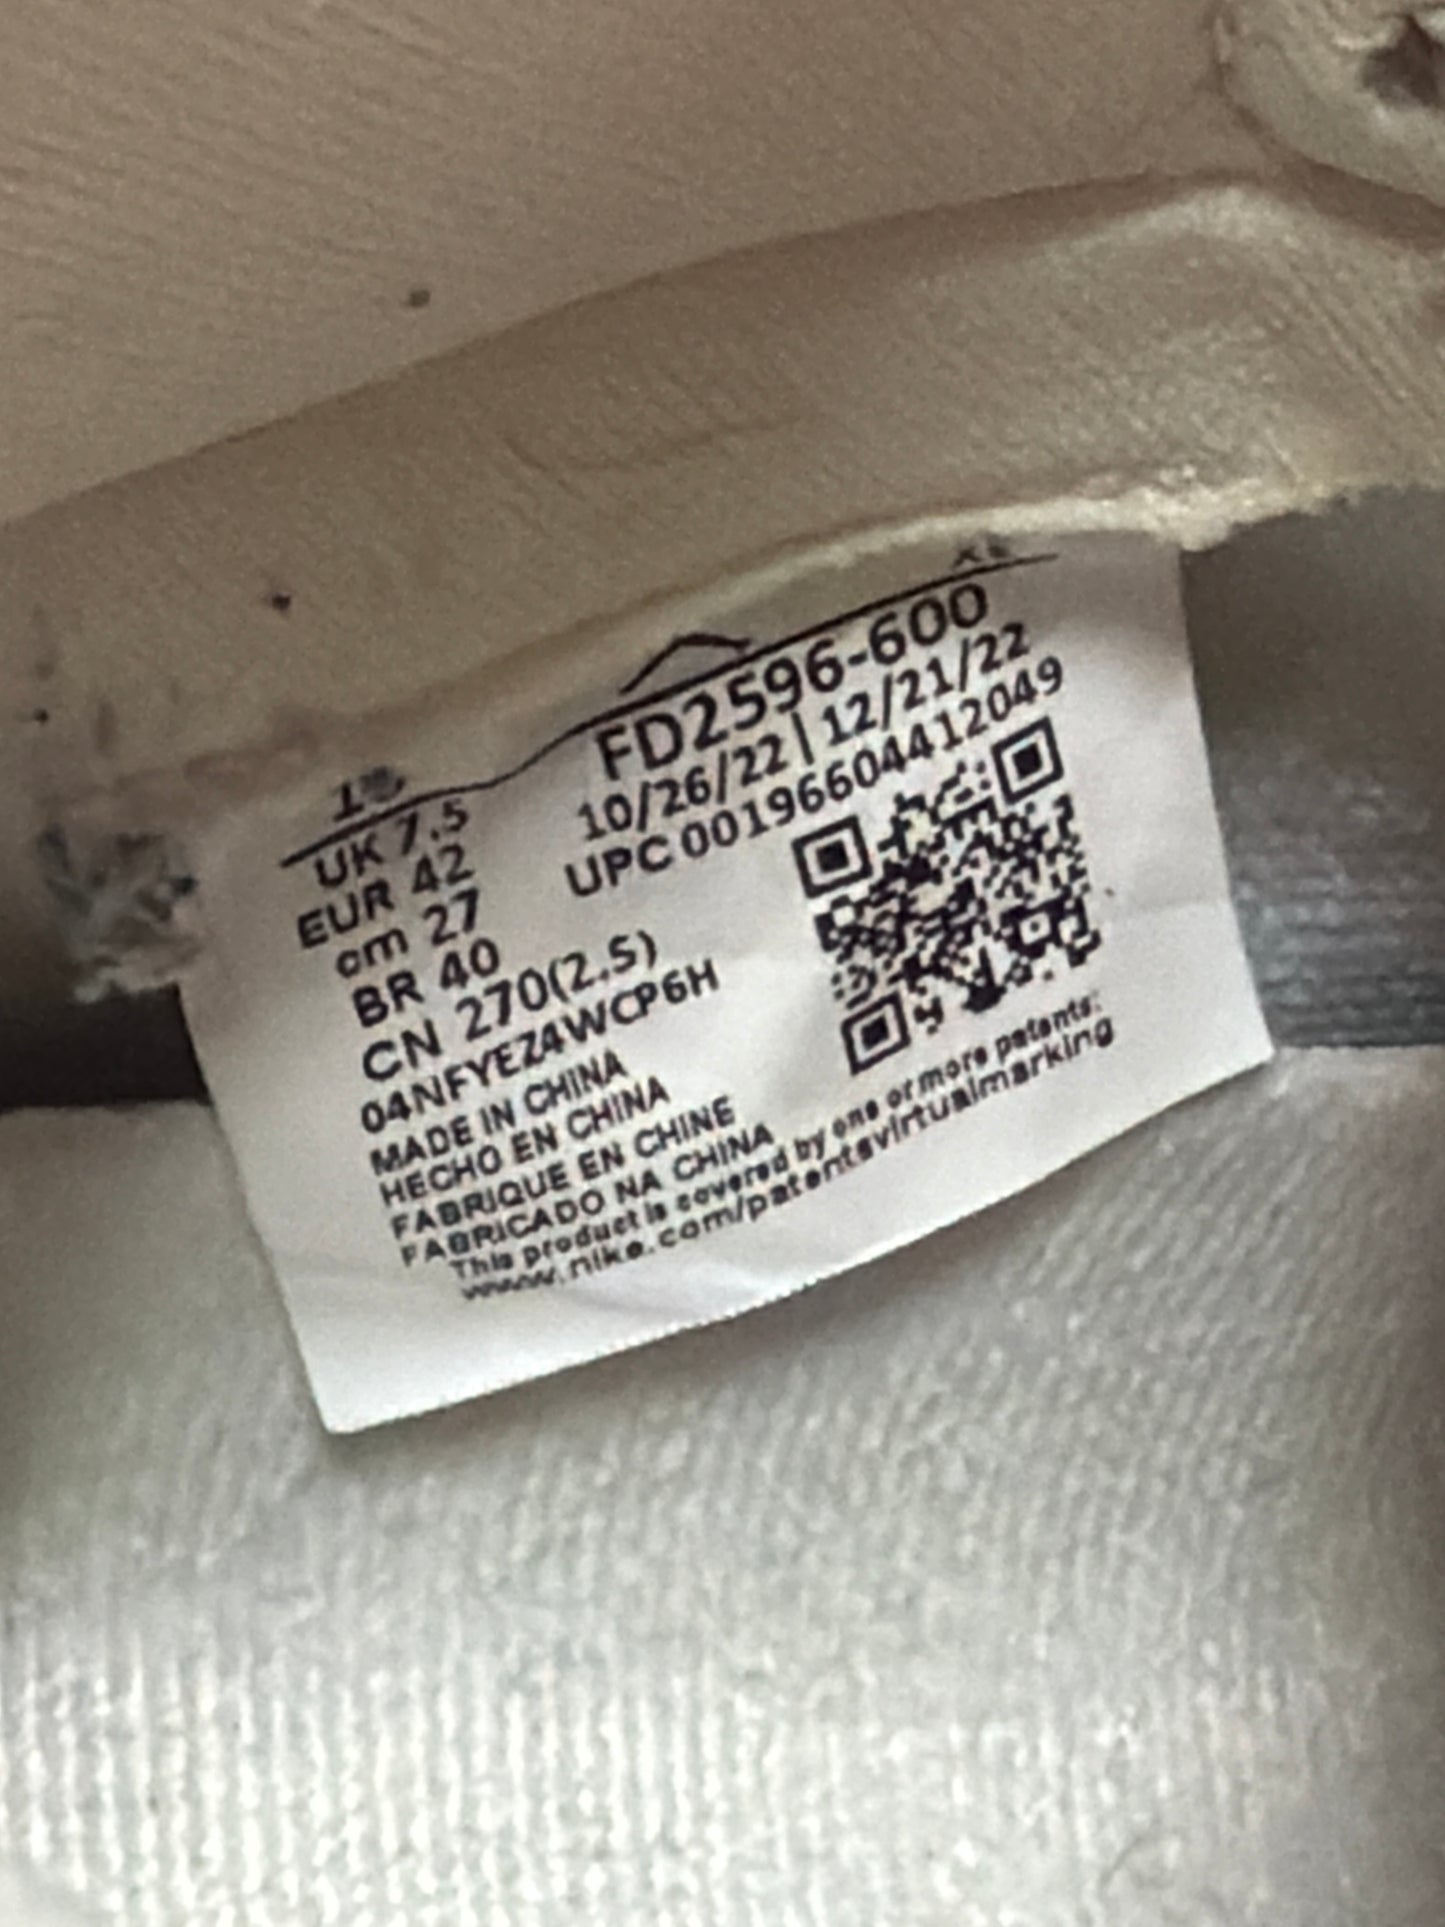 FD2596-600
10/26/22 | 12/21/22
UPC 00196604412049
UK 7.5
EUR 42
cm 27
BR 40
CN 270(2.5)
04NFYEZ4WCP6H
MADE IN CHINA
HECHO EN CHINA
FABRIQUE EN CHINE
FABRICADO NA CHINA
This product is covered by one or more patents:
www.nike.com/patentsvirtualmarking